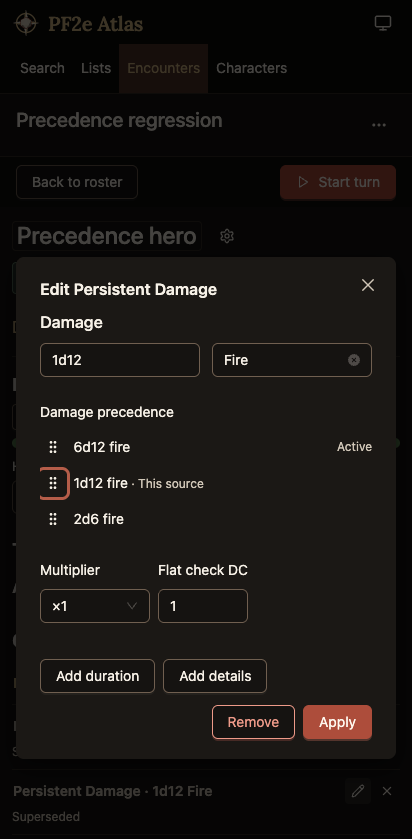 PF2e Atlas
Search Lists Encounters Characters
Precedence regression
Back to roster Start turn
Precedence hero
Edit Persistent Damage
Damage
1d12 Fire
Damage precedence
6d12 fire Active
1d12 fire · This source
2d6 fire
Multiplier Flat check DC
×1 1
Add duration Add details
Remove Apply
Persistent Damage · 1d12 Fire
Superseded